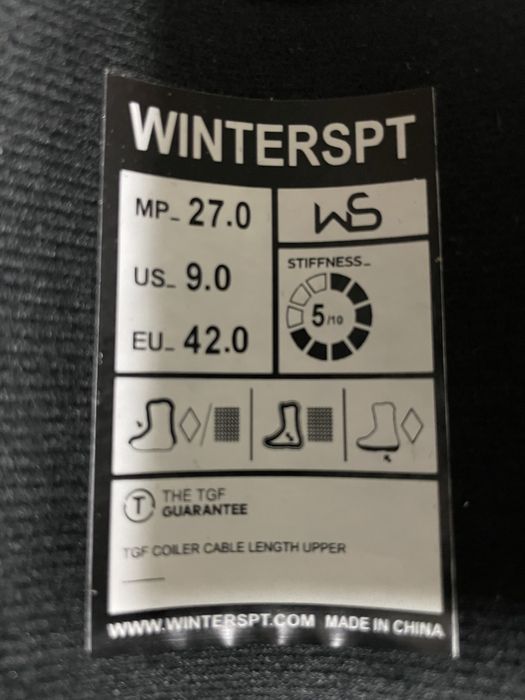 WINTERSPT
MP_ 27.0
US_ 9.0
EU_ 42.0
WS
STIFFNESS_
5/10
T THE TGF
GUARANTEE
TGF COILER CABLE LENGTH UPPER
WWW.WINTERSPT.COM MADE IN CHINA